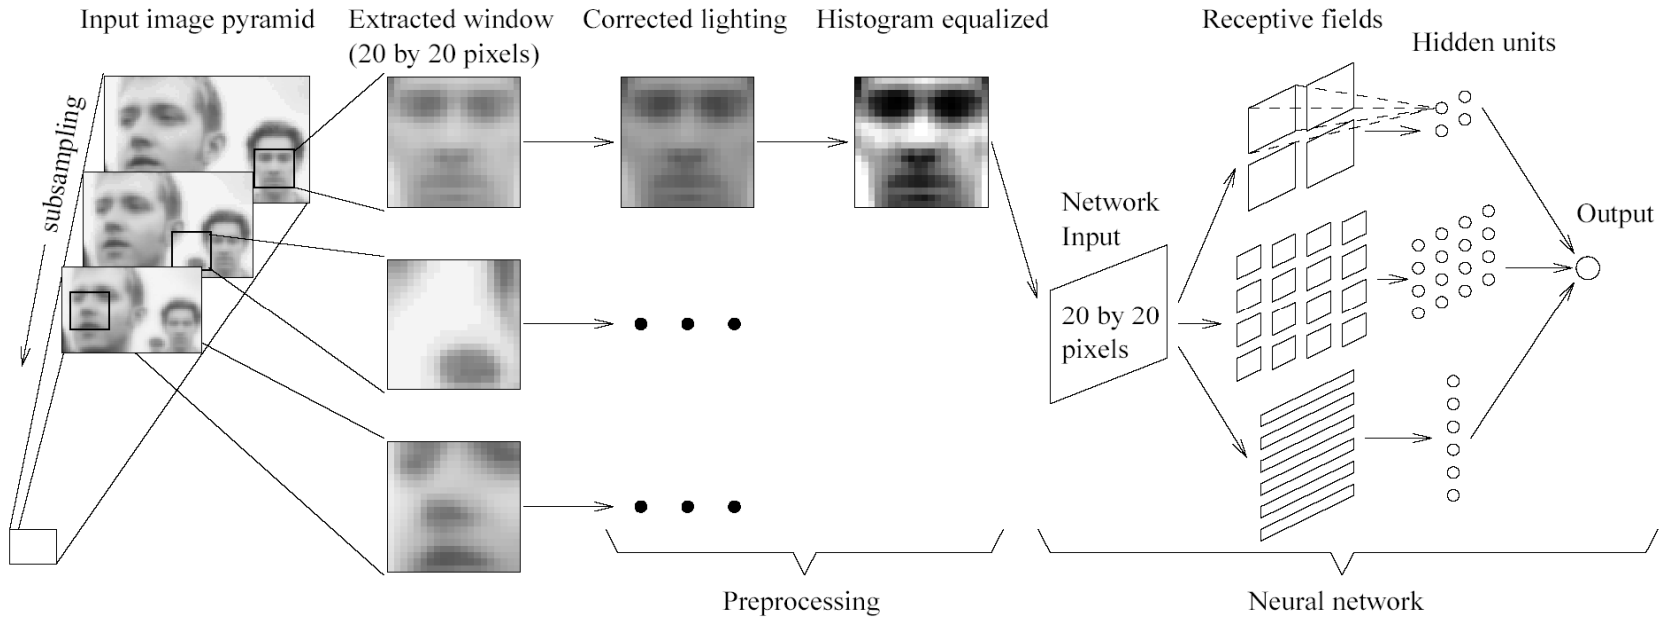 Input image pyramid
Extracted window
(20 by 20 pixels)
Corrected lighting
Histogram equalized
Receptive fields
Hidden units
subsampling
Network
Input
Output
20 by 20
pixels
Preprocessing
Neural network